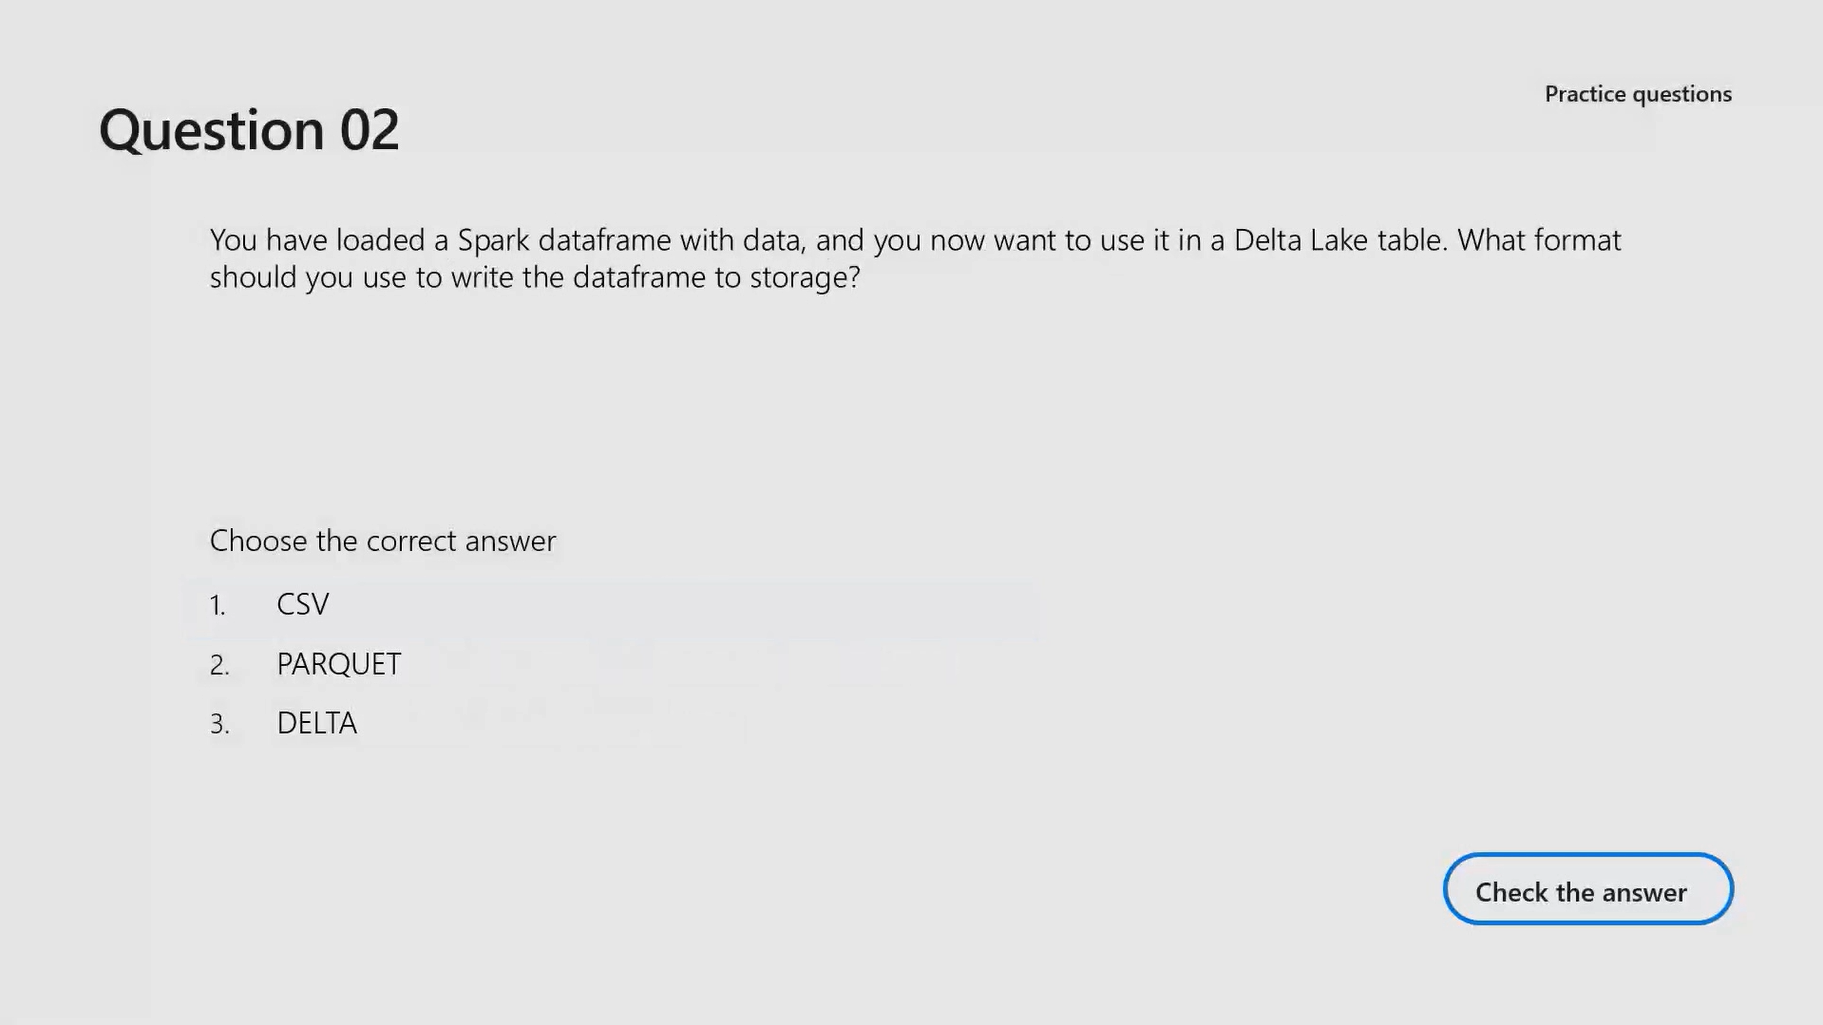 Practice questions
Question 02
You have loaded a Spark dataframe with data, and you now want to use it in a Delta Lake table. What format
should you use to write the dataframe to storage?
Choose the correct answer
1. CSV
2. PARQUET
3. DELTA
Check the answer